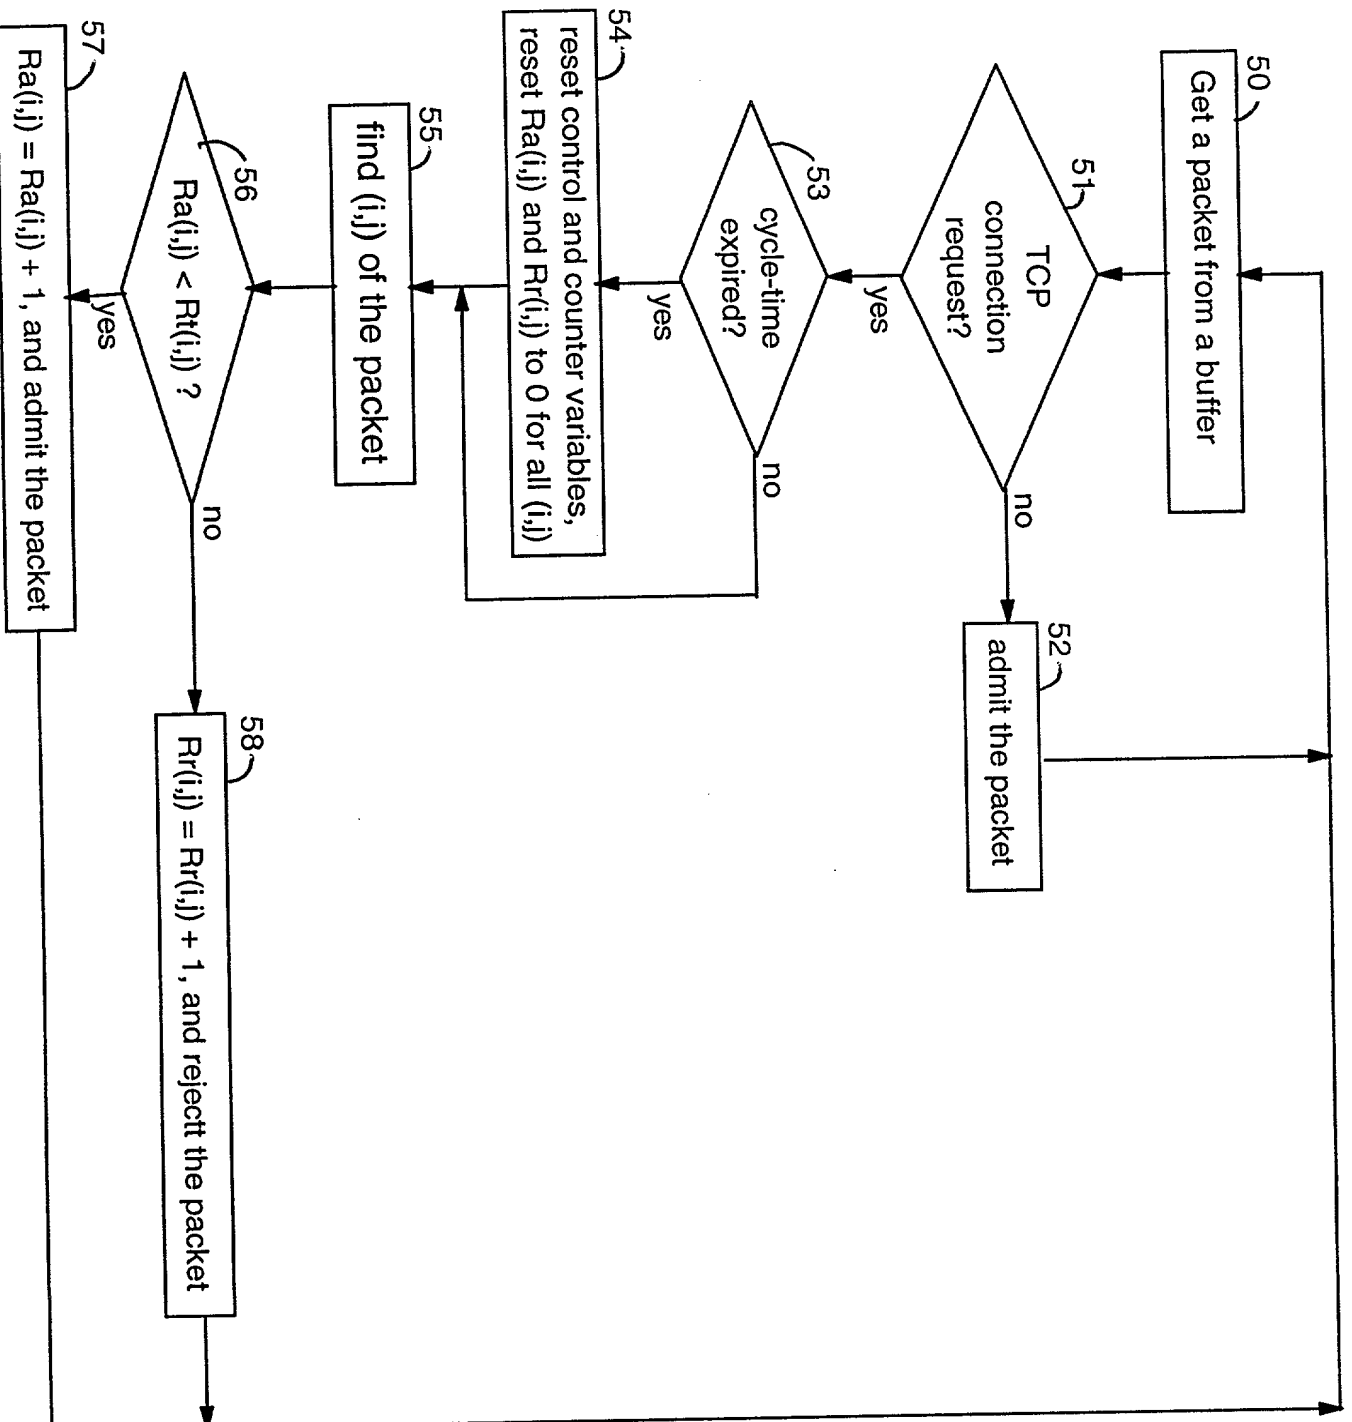 50
Get a packet from a buffer
51
TCP
connection
request?
no
yes
52
admit the packet
53
cycle-time
expired?
no
yes
54
reset control and counter variables,
reset Ra(i,j) and Rr(i,j) to 0 for all (i,j)
55
find (i,j) of the packet
56
Ra(i,j) < Rt(i,j) ?
no
yes
58
Rr(i,j) = Rr(i,j) + 1, and rejectt the packet
57
Ra(i,j) = Ra(i,j) + 1, and admit the packet